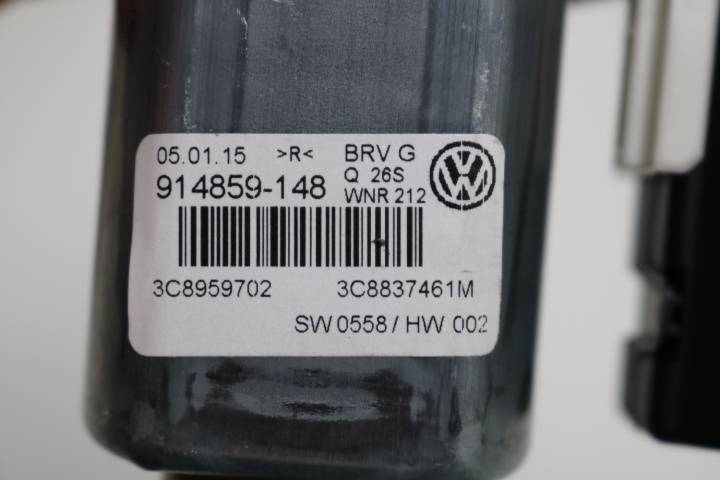 05.01.15 >R< BRV G
914859-148 Q 26S
WNR 212
3C8959702 3C8837461M
SW 0558 / HW 002